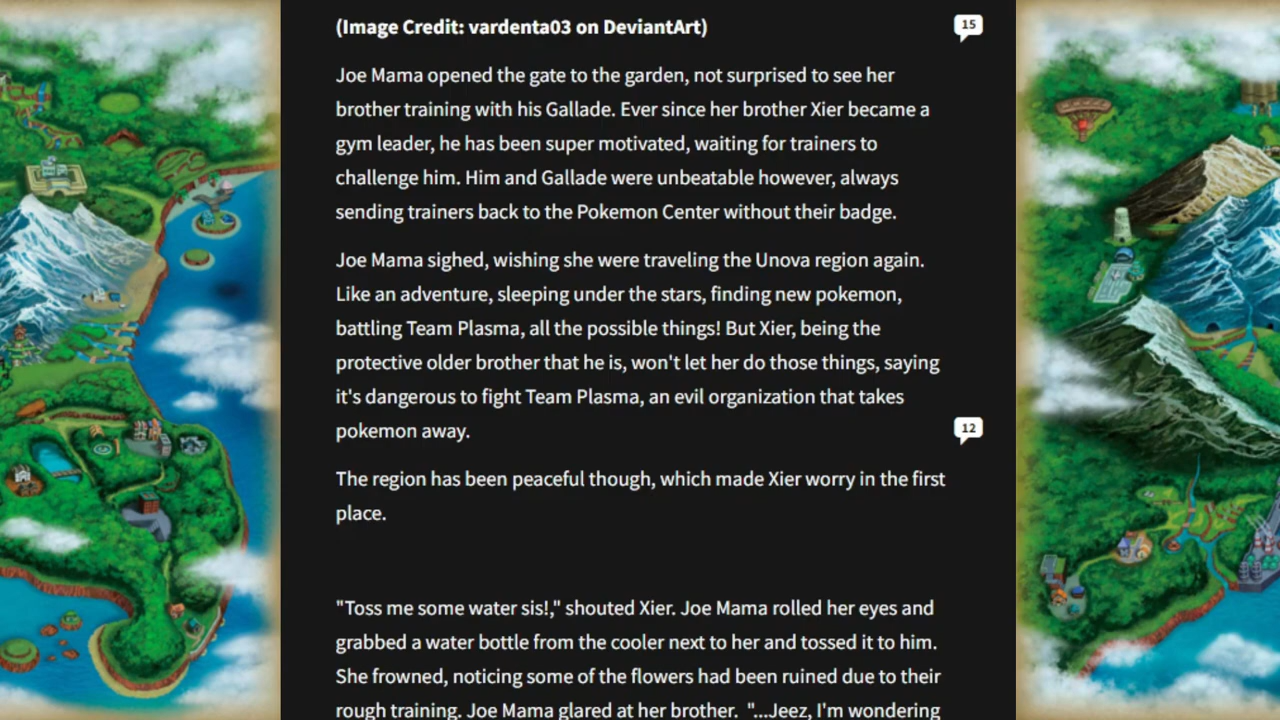 (Image Credit: vardenta03 on DeviantArt)
15
Joe Mama opened the gate to the garden, not surprised to see her
brother training with his Gallade. Ever since her brother Xier became a
gym leader, he has been super motivated, waiting for trainers to
challenge him. Him and Gallade were unbeatable however, always
sending trainers back to the Pokemon Center without their badge.
Joe Mama sighed, wishing she were traveling the Unova region again.
Like an adventure, sleeping under the stars, finding new pokemon,
battling Team Plasma, all the possible things! But Xier, being the
protective older brother that he is, won't let her do those things, saying
it's dangerous to fight Team Plasma, an evil organization that takes
pokemon away.
12
The region has been peaceful though, which made Xier worry in the first
place.
"Toss me some water sis!," shouted Xier. Joe Mama rolled her eyes and
grabbed a water bottle from the cooler next to her and tossed it to him.
She frowned, noticing some of the flowers had been ruined due to their
rough training. Joe Mama glared at her brother.  "...Jeez, I'm wondering